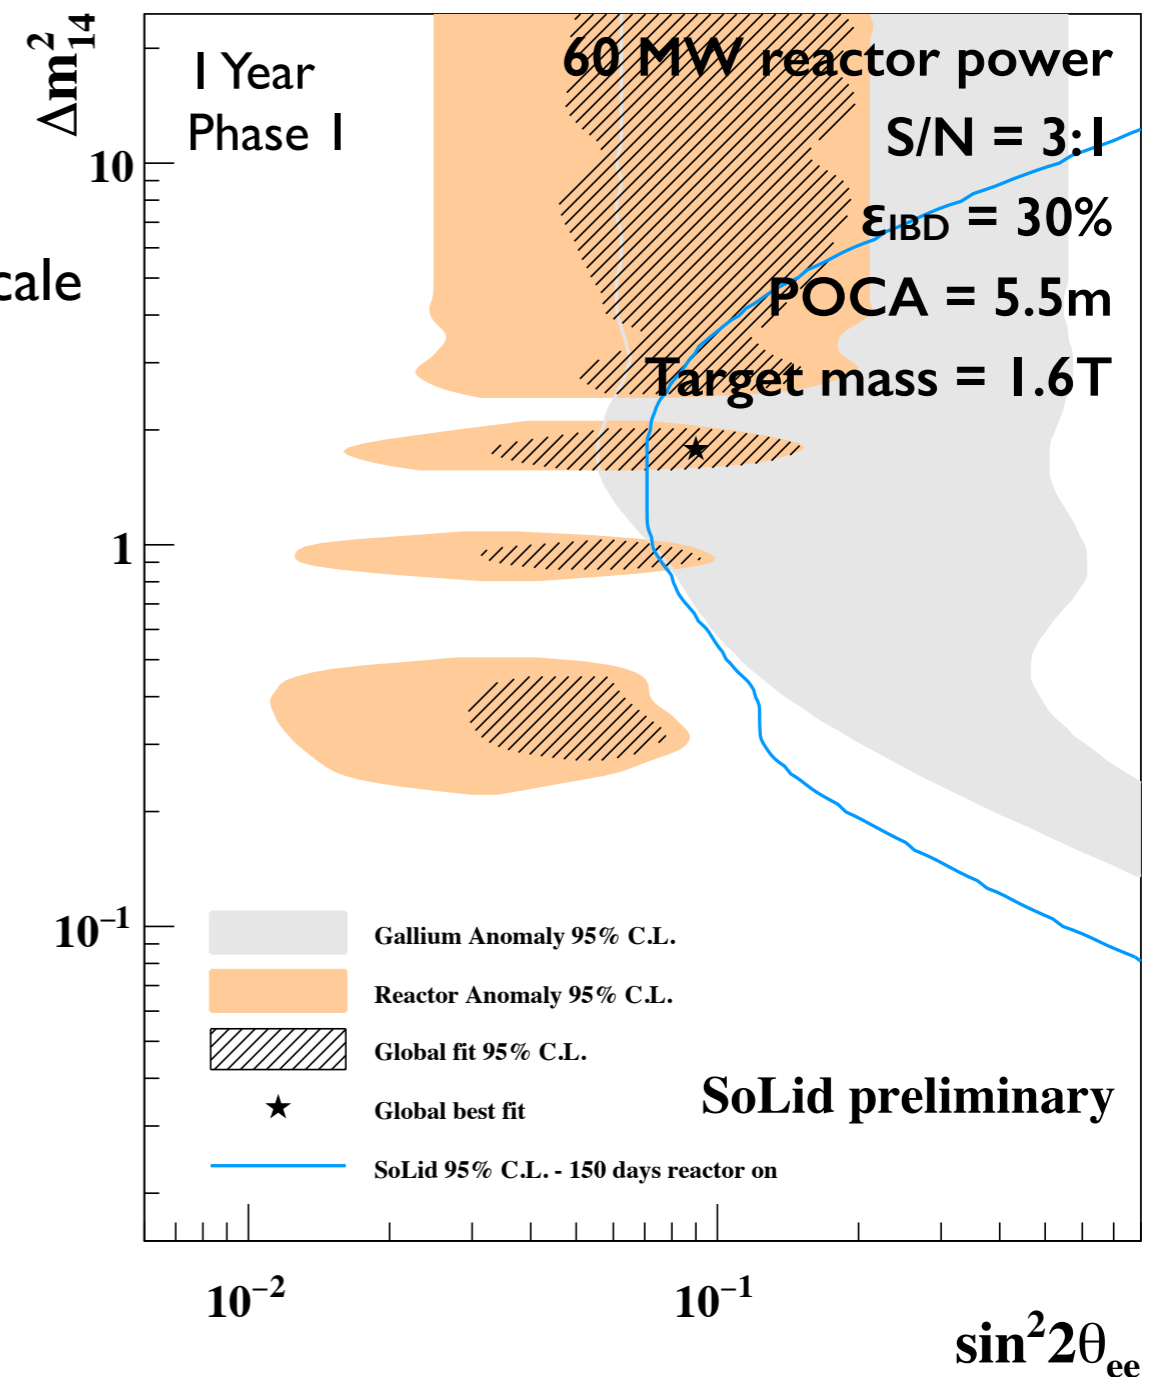 Δm²₁₄
1 Year
Phase 1
60 MW reactor power
S/N = 3:1
ε_IBD = 30%
POCA = 5.5m
Target mass = 1.6T
cale
10
1
10⁻¹
Gallium Anomaly 95% C.L.
Reactor Anomaly 95% C.L.
Global fit 95% C.L.
Global best fit
SoLid 95% C.L. - 150 days reactor on
SoLid preliminary
10⁻² 10⁻¹
sin²2θ_ee